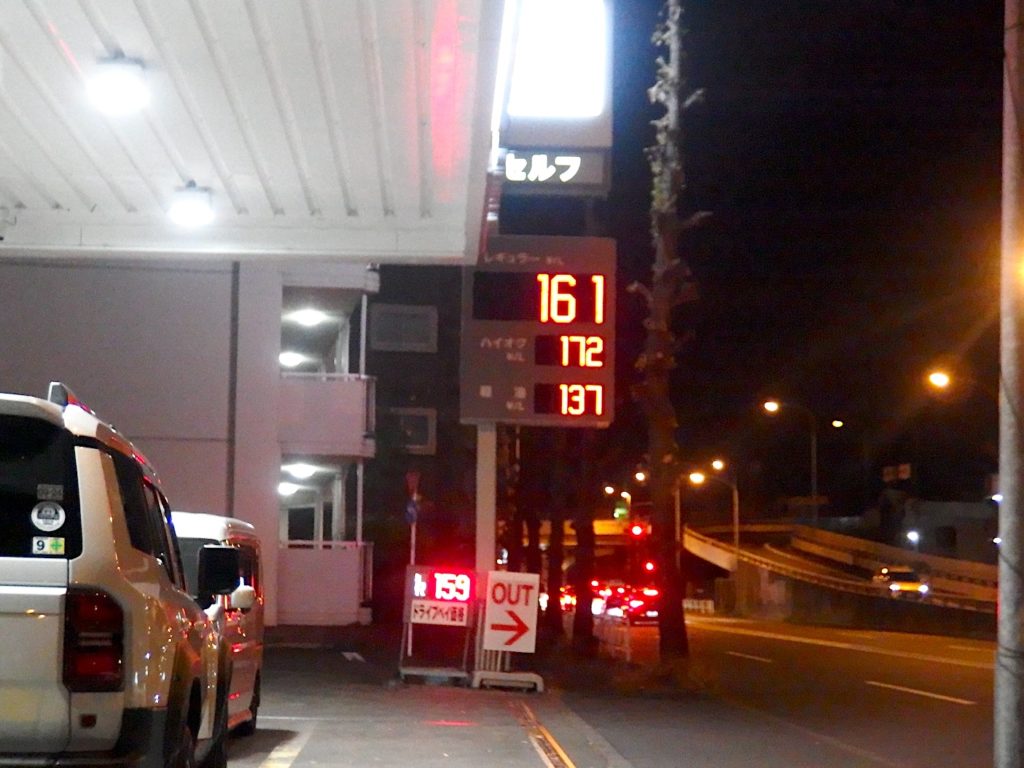 セルフ
レギュラー ¥/L
161
ハイオク
¥/L
172
軽油
¥/L
137
159
ドライブペイ価格
OUT
9